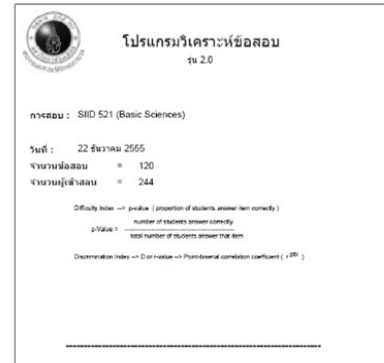 โปรแกรมวิเคราะห์ข้อสอบ
รุ่น 2.0
การสอบ : SIID 521 (Basic Sciences)
วันที่ : 22 ธันวาคม 2555
จำนวนข้อสอบ = 120
จำนวนผู้เข้าสอบ = 244
Difficulty Index --> p-value ( proportion of students answer item correctly )
number of students answer correctly
p-Value =
total number of students answer that item
Discrimination Index --> D or r-value --> Point-biserial correlation coefficient ( r pbi )